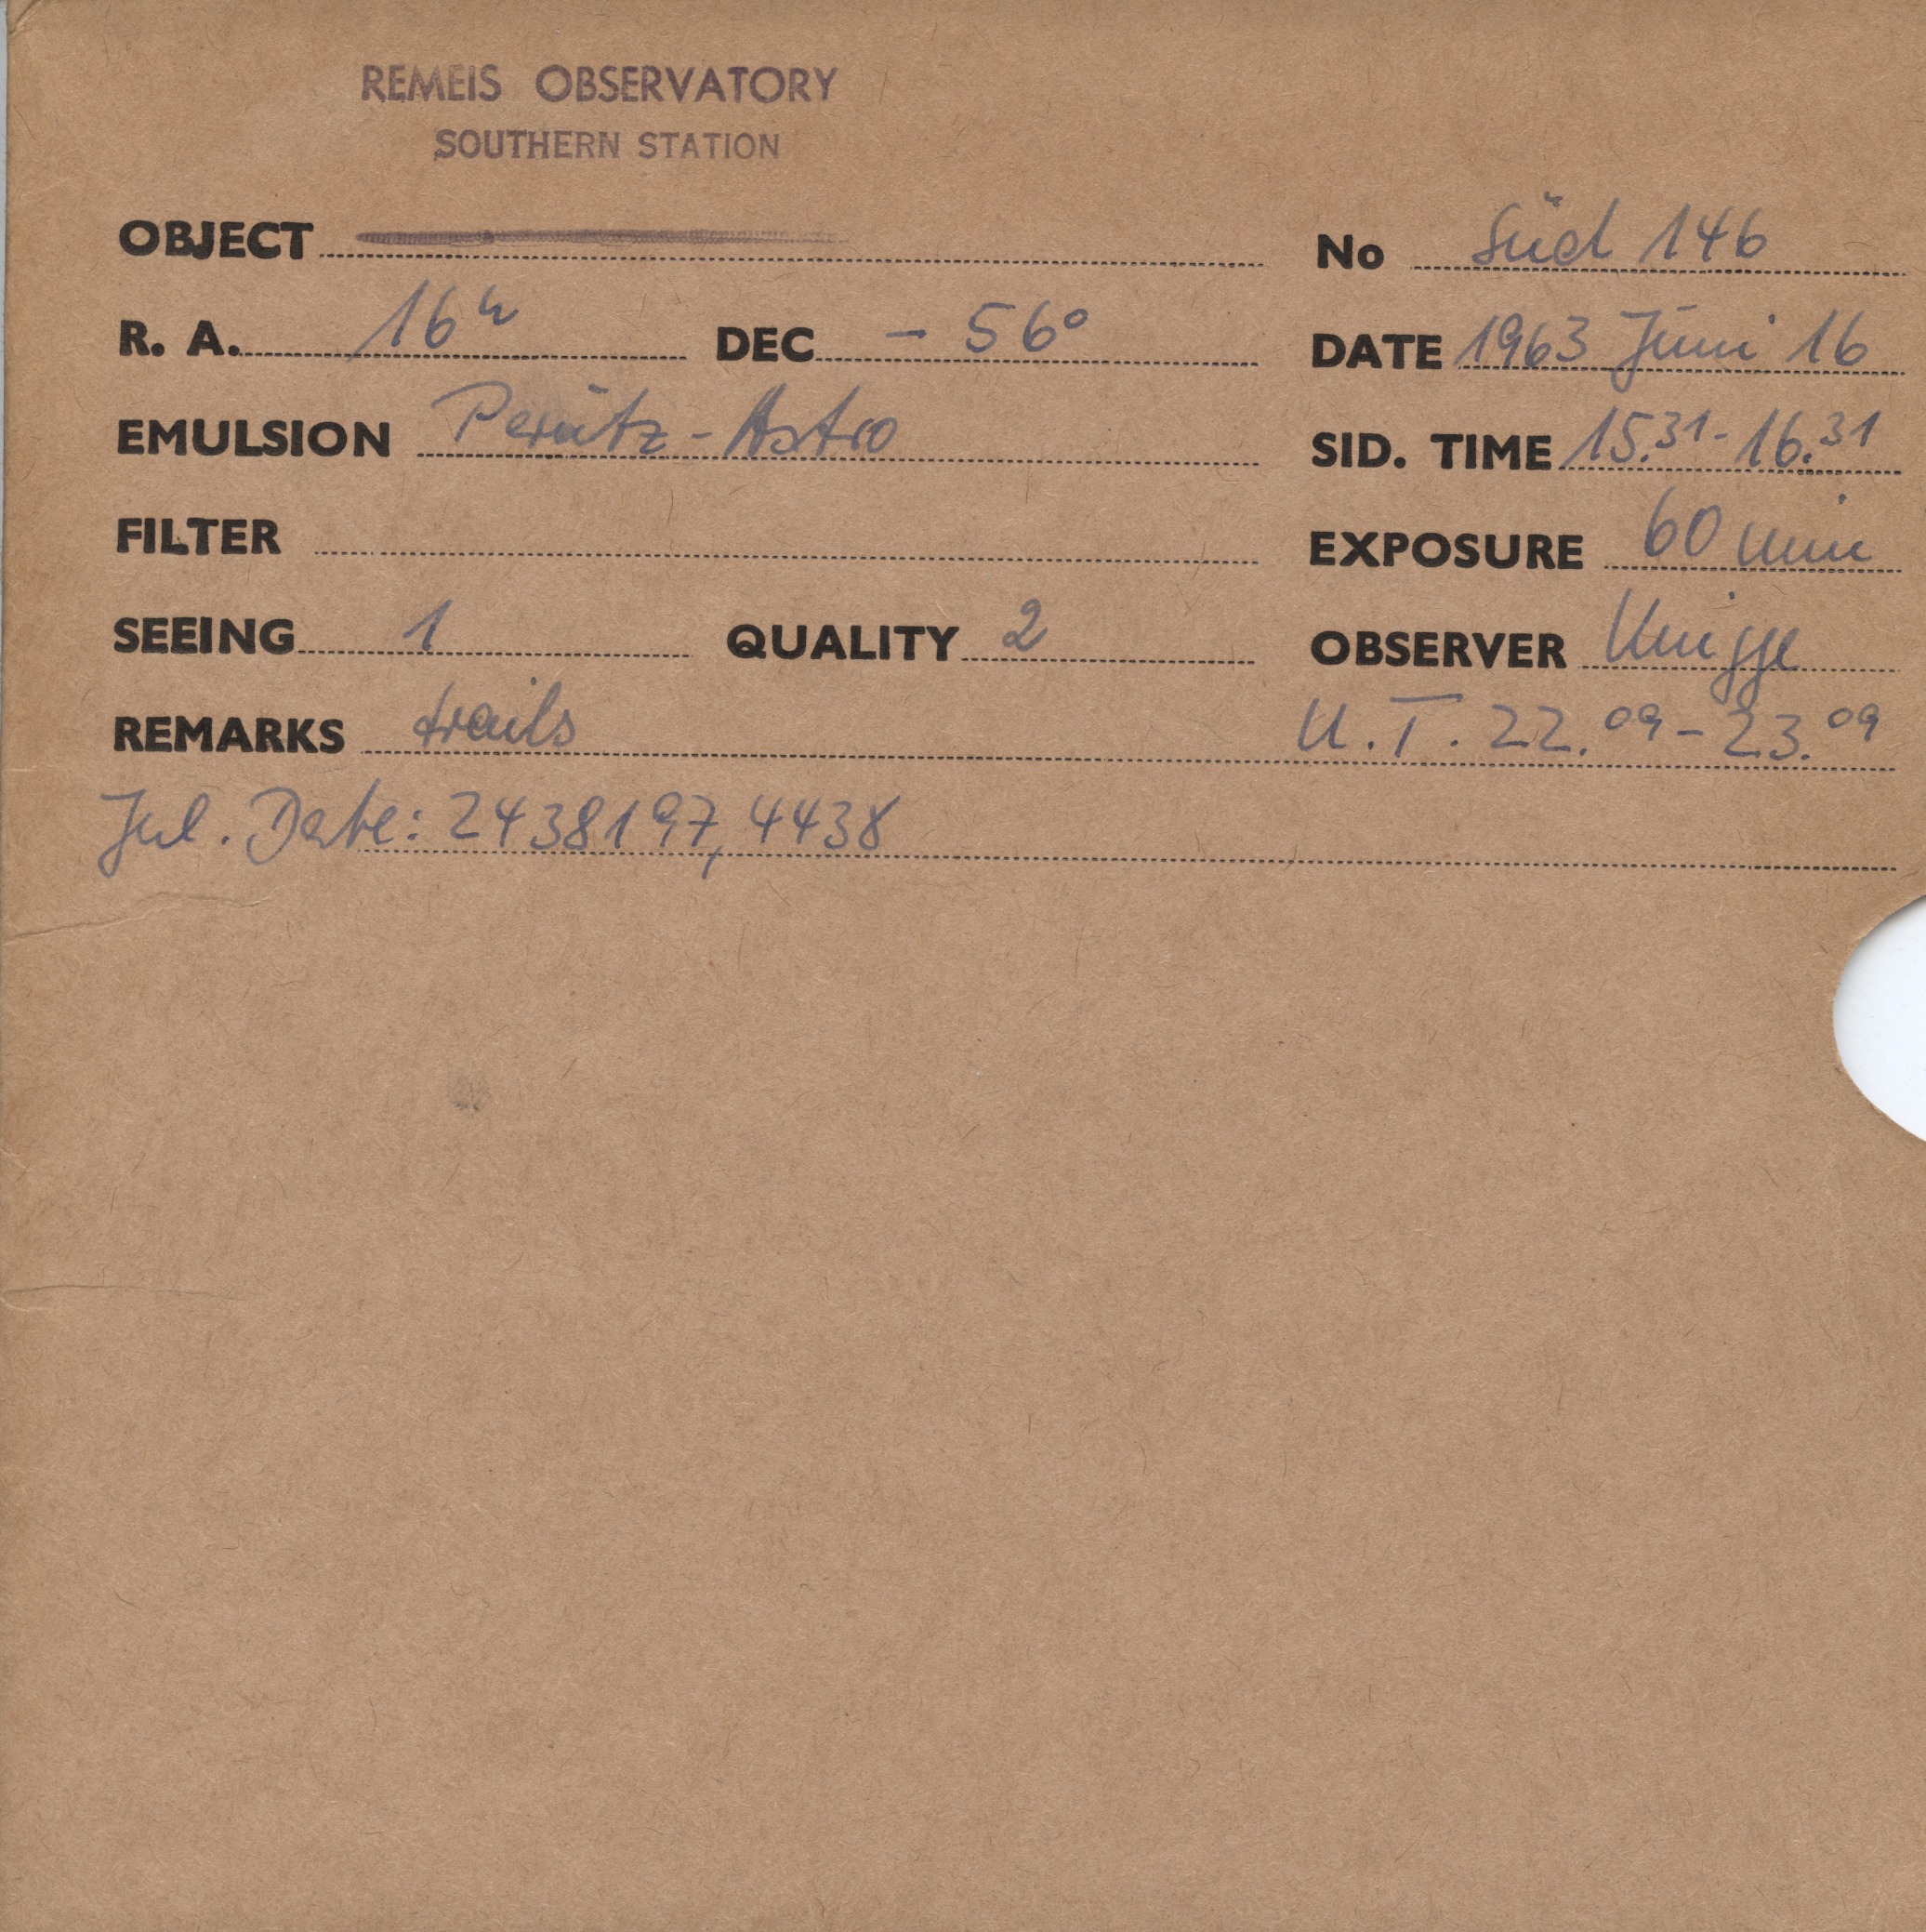 REMEIS OBSERVATORY
SOUTHERN STATION
OBJECT No Süd 146
R. A. 16h DEC - 56° DATE 1963 Juni 16
EMULSION Perutz-Astro SID. TIME 15.31-16.31
FILTER EXPOSURE 60 min
SEEING 1 QUALITY 2 OBSERVER Knigge
REMARKS trails U.T. 22.09-23.09
Jul. Date: 2438197,4438